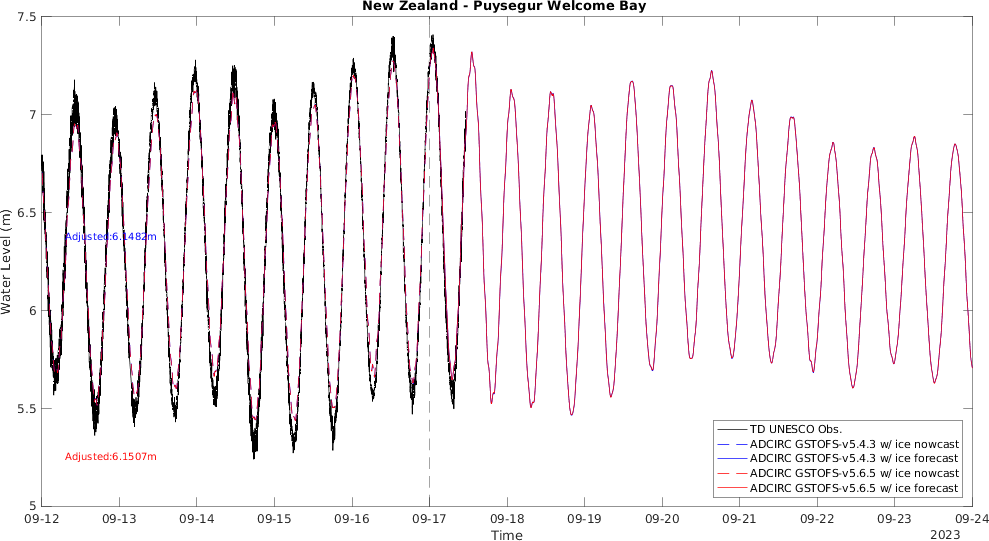 New Zealand - Puysegur Welcome Bay
7.5
7
6.5
6
5.5
5
Water Level (m)
Adjusted:6.1482m
Adjusted:6.1507m
TD UNESCO Obs.
ADCIRC GSTOFS-v5.4.3 w/ ice nowcast
ADCIRC GSTOFS-v5.4.3 w/ ice forecast
ADCIRC GSTOFS-v5.6.5 w/ ice nowcast
ADCIRC GSTOFS-v5.6.5 w/ ice forecast
09-12 09-13 09-14 09-15 09-16 09-17 09-18 09-19 09-20 09-21 09-22 09-23 09-24
Time
2023